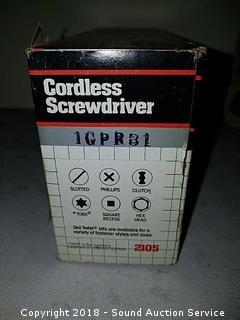 Cordless
Screwdriver
1GPR31
SLOTTED
PHILLIPS
CLUTCH
*TORX®
SQUARE
RECESS
HEX
HEAD
Skil Twist® bits are available for a
variety of fastener styles and sizes.
2105
Copyright 2018 - Sound Auction Service